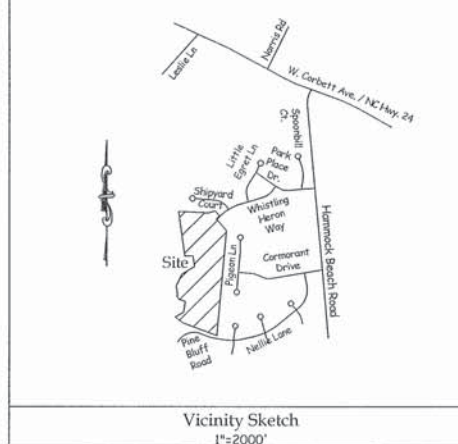 Leslie Ln
Norris Rd
W. Corbett Ave. / NC Hwy. 24
Spoonbill
Ct.
Little
Egret Ln
Park
Place
Dr.
Shipyard
Court
Whistling
Heron
Way
Hammock Beach Road
Site
Pigeon Ln
Cormorant
Drive
Pine
Bluff
Road
Nellie Lane
Vicinity Sketch
1"=2000'